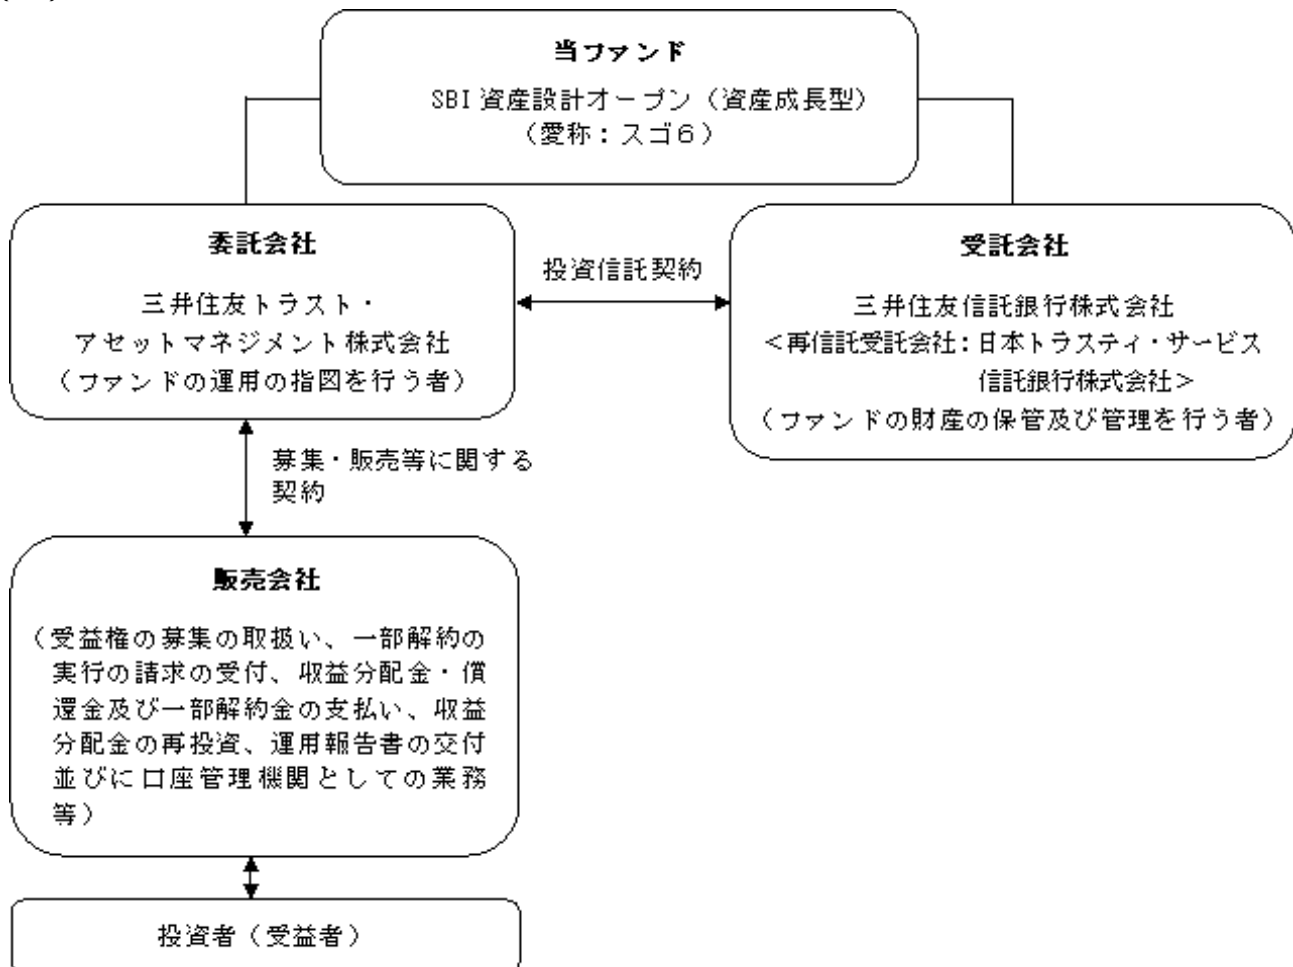 当ファンド
SBI 資産設計オープン（資産成長型）
（愛称：スゴ６）
委託会社
三井住友トラスト・
アセットマネジメント株式会社
（ファンドの運用の指図を行う者）
投資信託契約
受託会社
三井住友信託銀行株式会社
＜再信託受託会社：日本トラスティ・サービス
信託銀行株式会社＞
（ファンドの財産の保管及び管理を行う者）
募集・販売等に関する
契約
販売会社
（受益権の募集の取扱い、一部解約の
実行の請求の受付、収益分配金・償
還金及び一部解約金の支払い、収益
分配金の再投資、運用報告書の交付
並びに口座管理機関としての業務
等）
投資者（受益者）